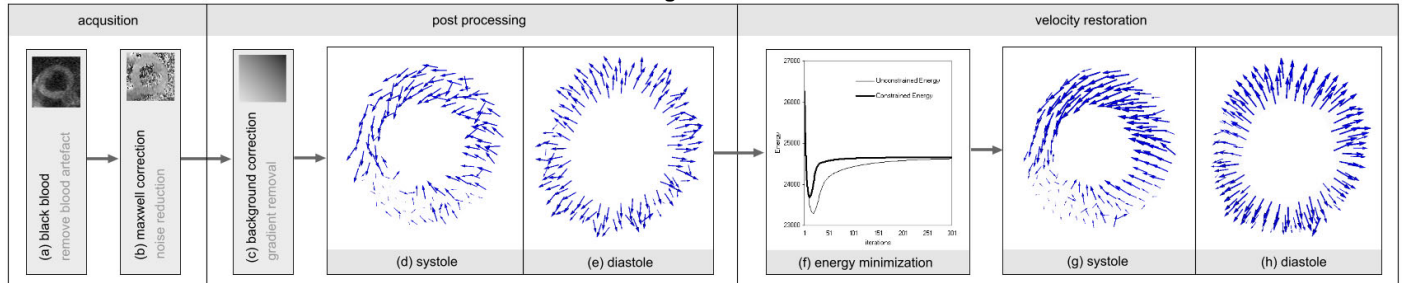 acqusition
post processing
velocity restoration
(a) black blood
remove blood artefact
(b) maxwell correction
noise reduction
(c) background correction
gradient removal
(d) systole
(e) diastole
27000
26000
25000
24000
23000
Energy
Unconstrained Energy
Constrained Energy
1 51 101 151 201 251 301
iterations
(f) energy minimization
(g) systole
(h) diastole